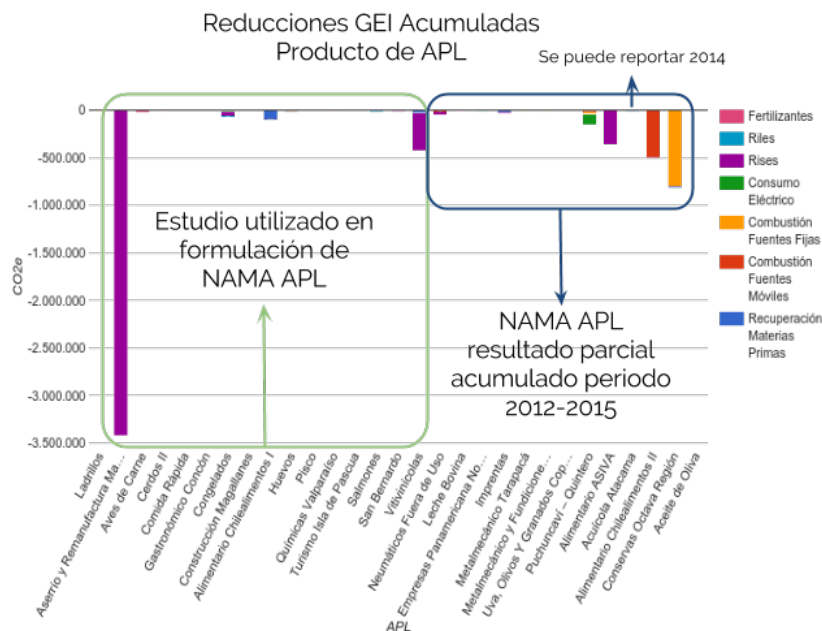 Reducciones GEI Acumuladas
Producto de APL
Se puede reportar 2014
-0
-500.000
-1.000.000
-1.500.000
-2.000.000
-2.500.000
-3.000.000
-3.500.000
CO2e
Estudio utilizado en
formulación de
NAMA APL
NAMA APL
resultado parcial
acumulado periodo
2012-2015
Fertilizantes
Riles
Rises
Consumo
Eléctrico
Combustión
Fuentes Fijas
Combustión
Fuentes
Móviles
Recuperación
Materias
Primas
Ladrillos
Aserrío y Remanufactura Ma...
Aves de Carne
Cerdos II
Comida Rápida
Gastronómico Concón
Congelados
Construcción Magallanes
Alimentario Chilealimentos I
Huevos
Pisco
Químicas Valparaíso
Turismo Isla de Pascua
Salmones
San Bernardo
Vitivinícolas
Neumáticos Fuera de Uso
Leche Bovina
Empresas Panamericana No...
Imprentas
Metalmecánico Tarapacá
Metalmecánico y Fundicione...
Uva, Olivos Y Granados Cop...
Puchuncaví – Quintero
Alimentario ASIVA
Acuícola Atacama
Alimentario Chilealimentos II
Conservas Octava Región
Aceite de Oliva
APL